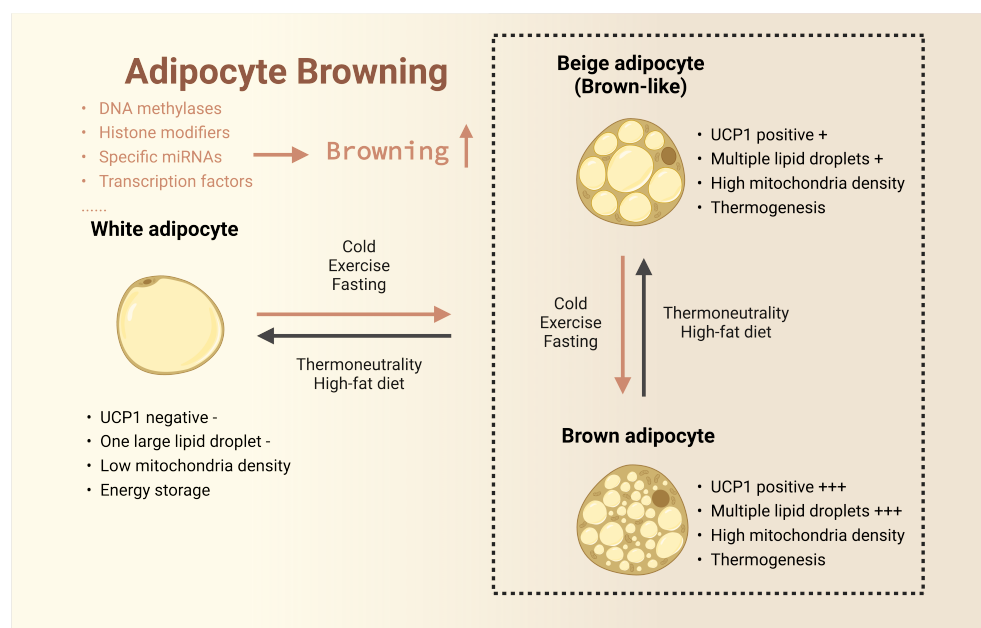 Adipocyte Browning
• DNA methylases
• Histone modifiers
• Specific miRNAs
• Transcription factors
......
Browning
White adipocyte
Cold
Exercise
Fasting
Thermoneutrality
High-fat diet
• UCP1 negative -
• One large lipid droplet -
• Low mitochondria density
• Energy storage
Beige adipocyte
(Brown-like)
• UCP1 positive +
• Multiple lipid droplets +
• High mitochondria density
• Thermogenesis
Cold
Exercise
Fasting
Thermoneutrality
High-fat diet
Brown adipocyte
• UCP1 positive +++
• Multiple lipid droplets +++
• High mitochondria density
• Thermogenesis